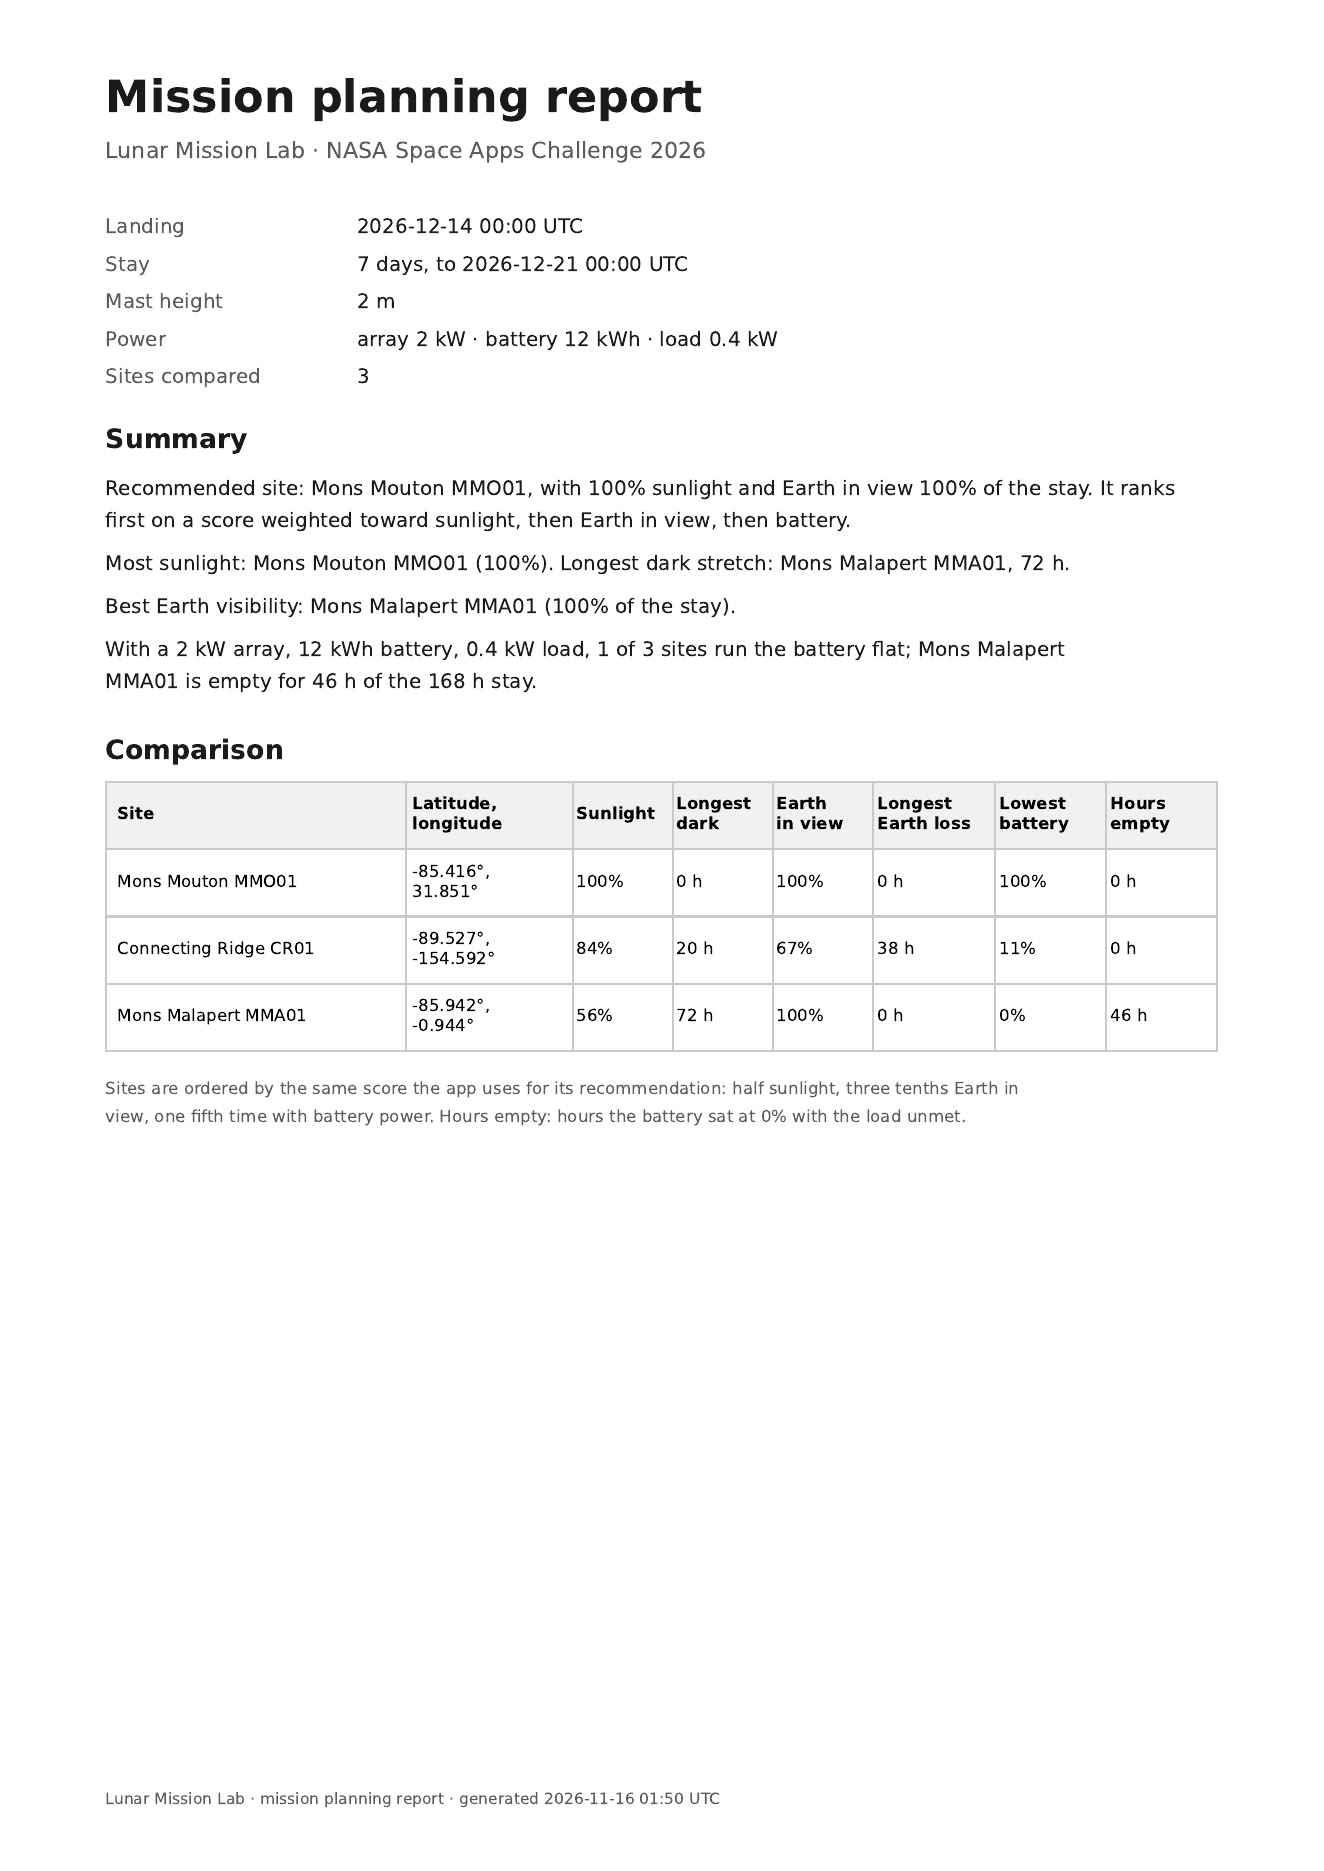 Mission planning report
Lunar Mission Lab · NASA Space Apps Challenge 2026
Landing 2026-12-14 00:00 UTC
Stay 7 days, to 2026-12-21 00:00 UTC
Mast height 2 m
Power array 2 kW · battery 12 kWh · load 0.4 kW
Sites compared 3
Summary
Recommended site: Mons Mouton MMO01, with 100% sunlight and Earth in view 100% of the stay. It ranks
first on a score weighted toward sunlight, then Earth in view, then battery.
Most sunlight: Mons Mouton MMO01 (100%). Longest dark stretch: Mons Malapert MMA01, 72 h.
Best Earth visibility: Mons Malapert MMA01 (100% of the stay).
With a 2 kW array, 12 kWh battery, 0.4 kW load, 1 of 3 sites run the battery flat; Mons Malapert
MMA01 is empty for 46 h of the 168 h stay.
Comparison
Site Latitude, longitude Sunlight Longest dark Earth in view Longest Earth loss Lowest battery Hours empty
Mons Mouton MMO01 -85.416°, 31.851° 100% 0 h 100% 0 h 100% 0 h
Connecting Ridge CR01 -89.527°, -154.592° 84% 20 h 67% 38 h 11% 0 h
Mons Malapert MMA01 -85.942°, -0.944° 56% 72 h 100% 0 h 0% 46 h
Sites are ordered by the same score the app uses for its recommendation: half sunlight, three tenths Earth in
view, one fifth time with battery power. Hours empty: hours the battery sat at 0% with the load unmet.
Lunar Mission Lab · mission planning report · generated 2026-11-16 01:50 UTC